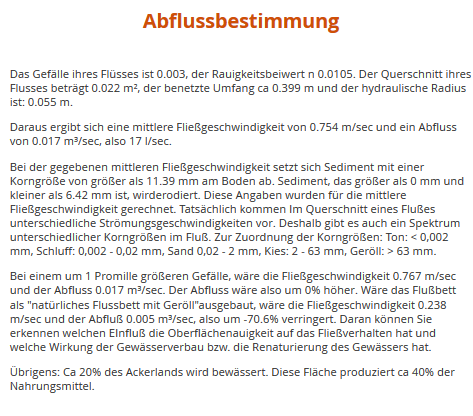 Abflussbestimmung
Das Gefälle ihres Flüsses ist 0.003, der Rauigkeitsbeiwert n 0.0105. Der Querschnitt ihres
Flusses beträgt 0.022 m², der benetzte Umfang ca 0.399 m und der hydraulische Radius
ist: 0.055 m.
Daraus ergibt sich eine mittlere Fließgeschwindigkeit von 0.754 m/sec und ein Abfluss
von 0.017 m³/sec, also 17 l/sec.
Bei der gegebenen mittleren Fließgeschwindigkeit setzt sich Sediment mit einer
Korngröße von größer als 11.39 mm am Boden ab. Sediment, das größer als 0 mm und
kleiner als 6.42 mm ist, wirderodiert. Diese Angaben wurden für die mittlere
Fließgeschwindigkeit gerechnet. Tatsächlich kommen Im Querschnitt eines Flußes
unterschiedliche Strömungsgeschwindigkeiten vor. Deshalb gibt es auch ein Spektrum
unterschiedlicher Korngrößen im Fluß. Zur Zuordnung der Korngrößen: Ton: < 0,002
mm, Schluff: 0,002 - 0,02 mm, Sand 0,02 - 2 mm, Kies: 2 - 63 mm, Geröll: > 63 mm.
Bei einem um 1 Promille größeren Gefälle, wäre die Fließgeschwindigkeit 0.767 m/sec
und der Abfluss 0.017 m³/sec. Der Abfluss wäre also um 0% höher. Wäre das Flußbett
als "natürliches Flussbett mit Geröll"ausgebaut, wäre die Fließgeschwindigkeit 0.238
m/sec und der Abfluß 0.005 m³/sec, also um -70.6% verringert. Daran können Sie
erkennen welchen EInfluß die Oberflächenauigkeit auf das Fließverhalten hat und
welche Wirkung der Gewässerverbau bzw. die Renaturierung des Gewässers hat.
Übrigens: Ca 20% des Ackerlands wird bewässert. Diese Fläche produziert ca 40% der
Nahrungsmittel.